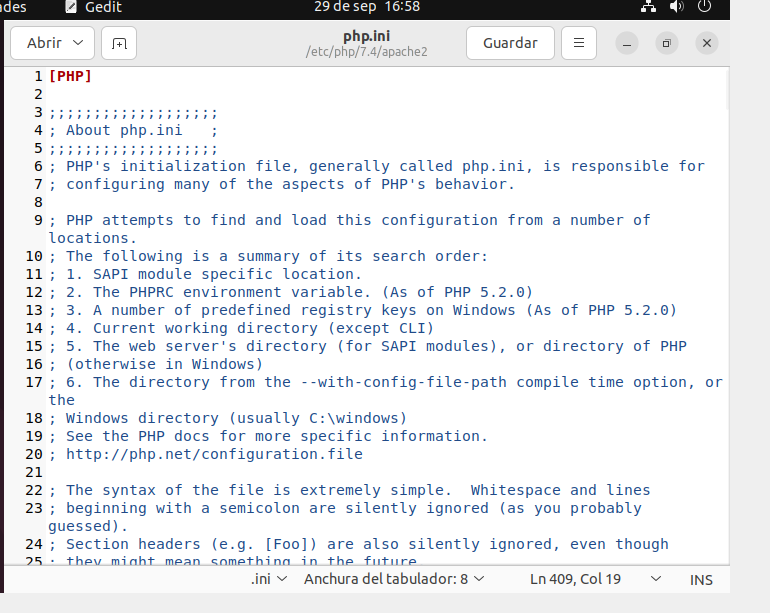 des Gedit 29 de sep 16:58
Abrir php.ini Guardar
/etc/php/7.4/apache2
1 [PHP]
2
3 ;;;;;;;;;;;;;;;;;;;
4 ; About php.ini   ;
5 ;;;;;;;;;;;;;;;;;;;
6 ; PHP's initialization file, generally called php.ini, is responsible for
7 ; configuring many of the aspects of PHP's behavior.
8
9 ; PHP attempts to find and load this configuration from a number of
locations.
10 ; The following is a summary of its search order:
11 ; 1. SAPI module specific location.
12 ; 2. The PHPRC environment variable. (As of PHP 5.2.0)
13 ; 3. A number of predefined registry keys on Windows (As of PHP 5.2.0)
14 ; 4. Current working directory (except CLI)
15 ; 5. The web server's directory (for SAPI modules), or directory of PHP
16 ; (otherwise in Windows)
17 ; 6. The directory from the --with-config-file-path compile time option, or
the
18 ; Windows directory (usually C:\windows)
19 ; See the PHP docs for more specific information.
20 ; http://php.net/configuration.file
21
22 ; The syntax of the file is extremely simple.  Whitespace and lines
23 ; beginning with a semicolon are silently ignored (as you probably
guessed).
24 ; Section headers (e.g. [Foo]) are also silently ignored, even though
25 ; they might mean something in the future.
.ini Anchura del tabulador: 8 Ln 409, Col 19 INS